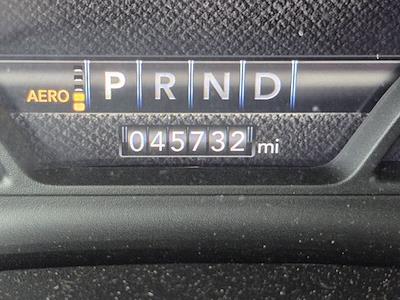 AERO P R N D
045732 mi